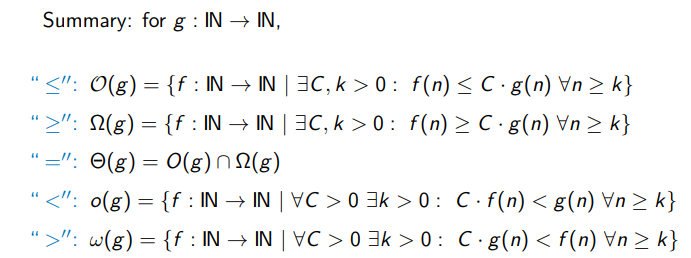 Summary: for g : ℕ → ℕ,
“ ≤”: 𝒪(g) = {f : ℕ → ℕ | ∃C, k > 0 : f(n) ≤ C · g(n) ∀n ≥ k}
“ ≥”: Ω(g) = {f : ℕ → ℕ | ∃C, k > 0 : f(n) ≥ C · g(n) ∀n ≥ k}
“ =”: Θ(g) = O(g) ∩ Ω(g)
“ <”: o(g) = {f : ℕ → ℕ | ∀C > 0 ∃k > 0 : C · f(n) < g(n) ∀n ≥ k}
“ >”: ω(g) = {f : ℕ → ℕ | ∀C > 0 ∃k > 0 : C · g(n) < f(n) ∀n ≥ k}